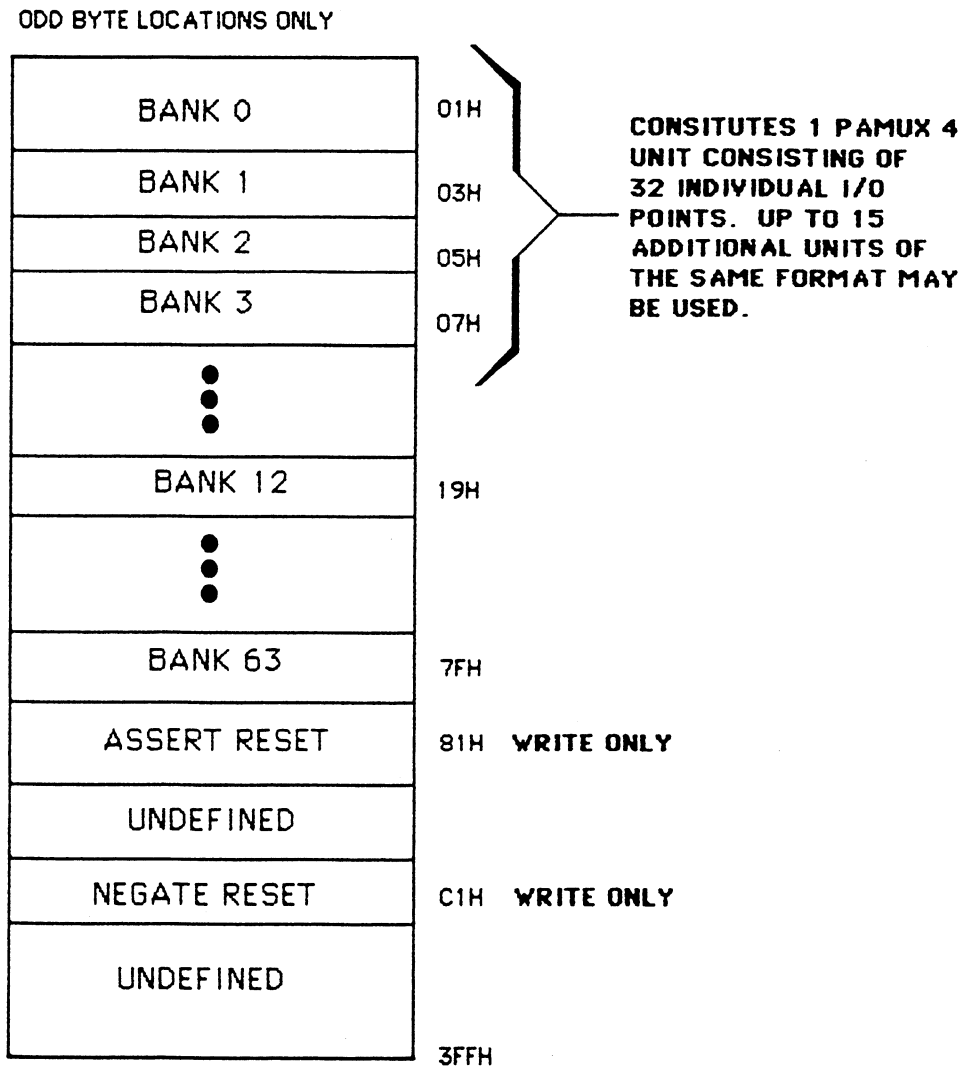 ODD BYTE LOCATIONS ONLY
BANK 0
01H
BANK 1
03H
BANK 2
05H
BANK 3
07H
CONSITUTES 1 PAMUX 4
UNIT CONSISTING OF
32 INDIVIDUAL I/O
POINTS. UP TO 15
ADDITIONAL UNITS OF
THE SAME FORMAT MAY
BE USED.
BANK 12
19H
BANK 63
7FH
ASSERT RESET
81H WRITE ONLY
UNDEFINED
NEGATE RESET
C1H WRITE ONLY
UNDEFINED
3FFH